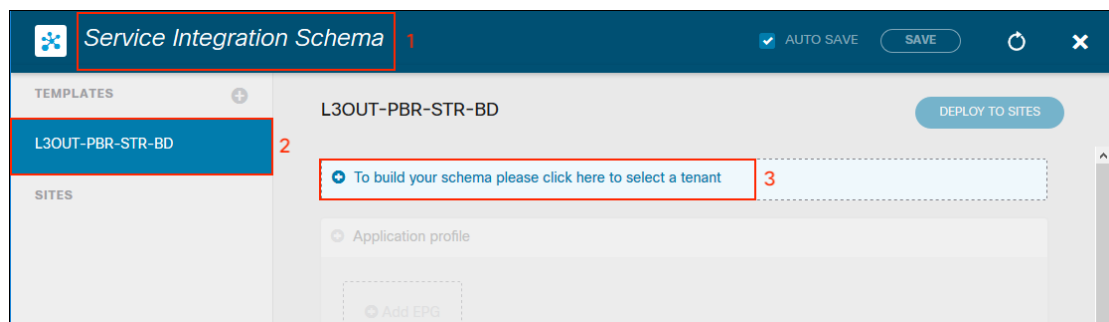 Service Integration Schema 1
AUTO SAVE
SAVE
TEMPLATES
L3OUT-PBR-STR-BD
DEPLOY TO SITES
L3OUT-PBR-STR-BD 2
To build your schema please click here to select a tenant 3
SITES
Application profile
Add EPG